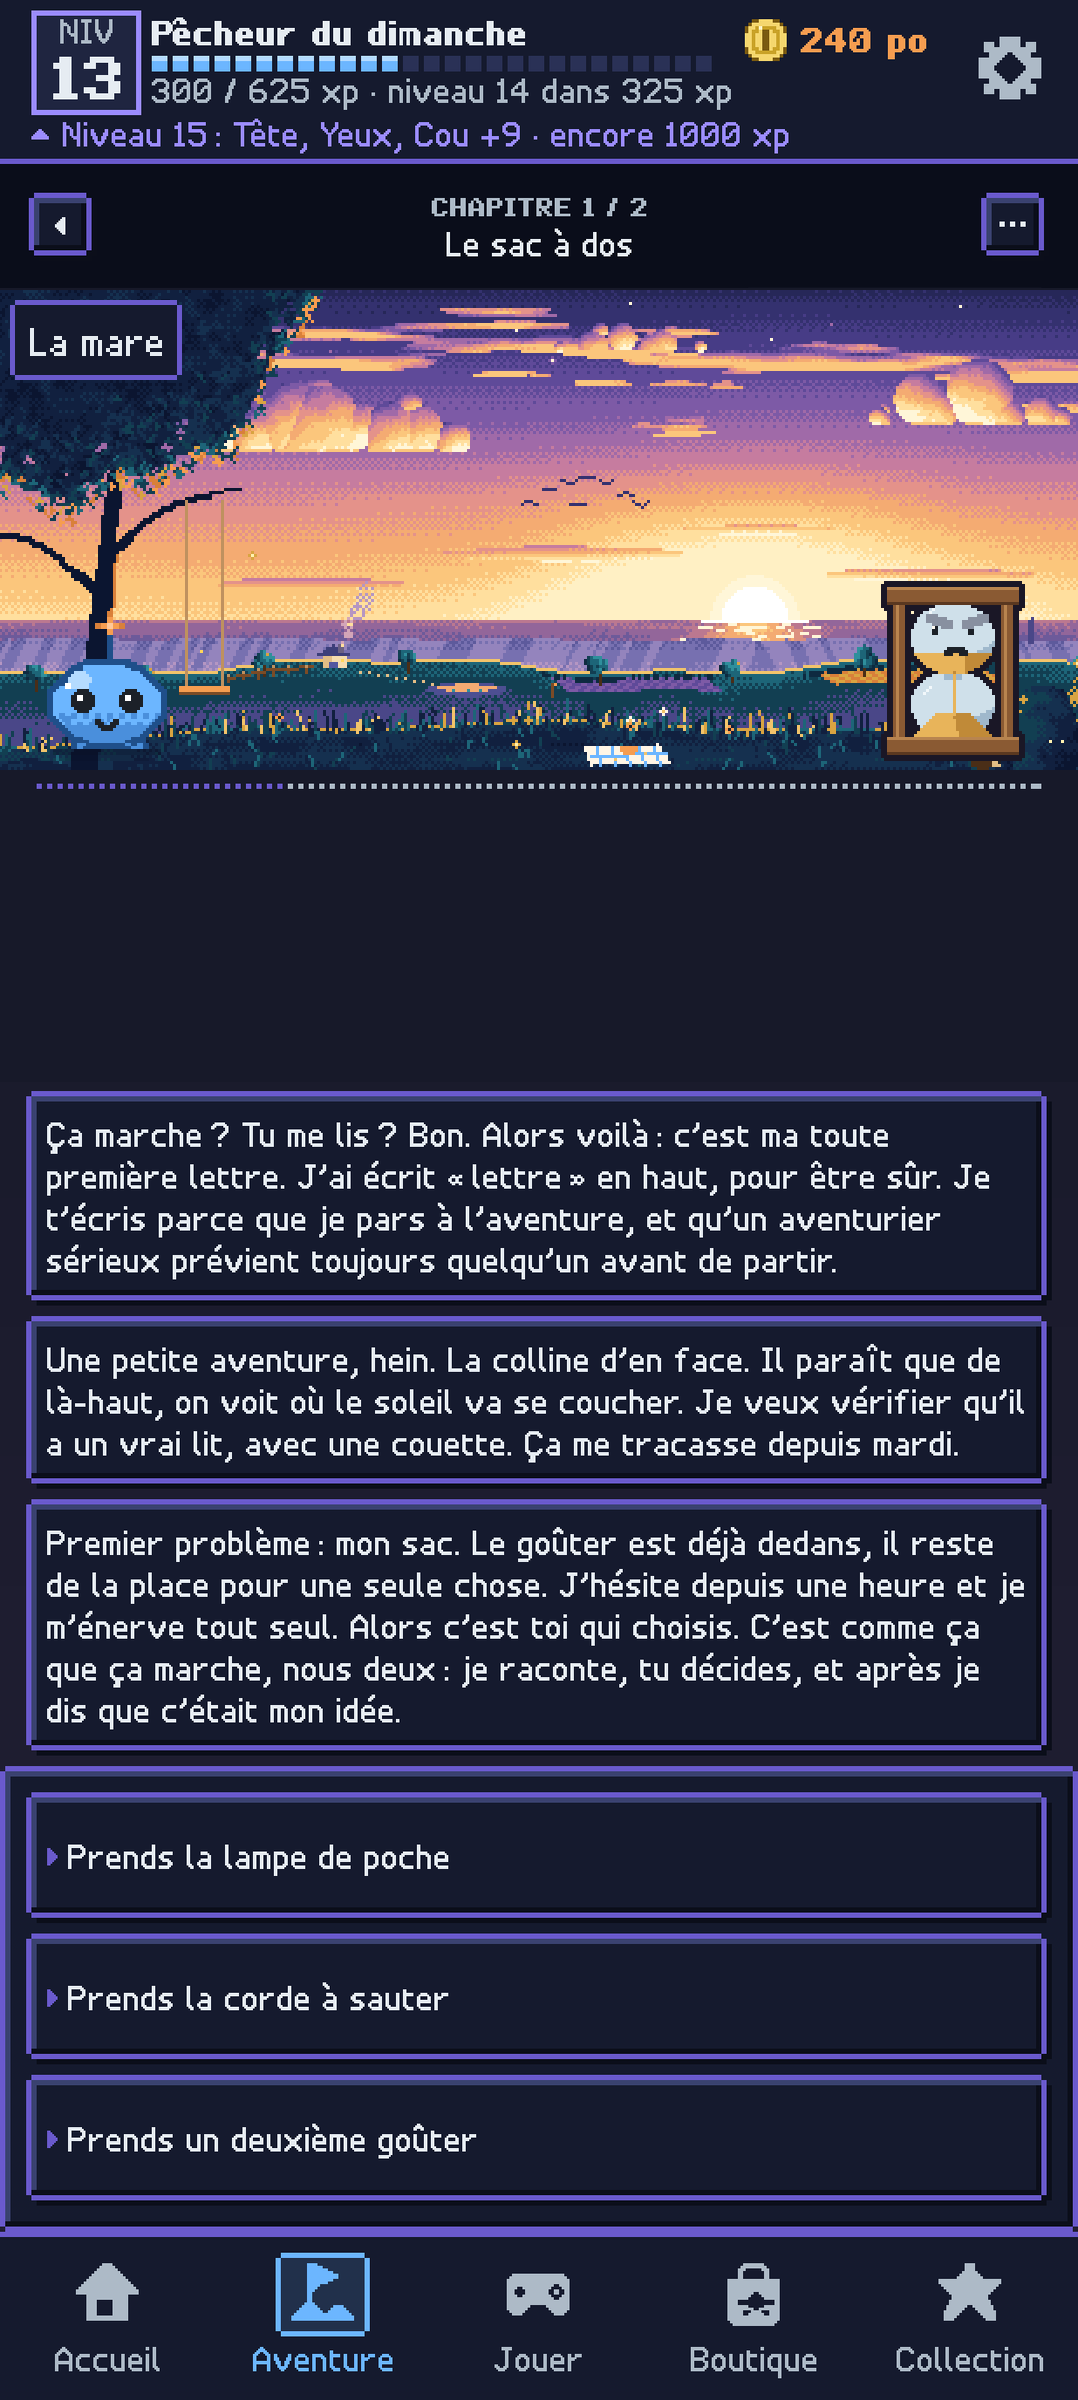 NIV
13
Pêcheur du dimanche
240 po
300 / 625 xp · niveau 14 dans 325 xp
Niveau 15 : Tête, Yeux, Cou +9 · encore 1000 xp
CHAPITRE 1 / 2
Le sac à dos
La mare
Ça marche ? Tu me lis ? Bon. Alors voilà : c’est ma toute
première lettre. J’ai écrit « lettre » en haut, pour être sûr. Je
t’écris parce que je pars à l’aventure, et qu’un aventurier
sérieux prévient toujours quelqu’un avant de partir.
Une petite aventure, hein. La colline d’en face. Il paraît que de
là-haut, on voit où le soleil va se coucher. Je veux vérifier qu’il
a un vrai lit, avec une couette. Ça me tracasse depuis mardi.
Premier problème : mon sac. Le goûter est déjà dedans, il reste
de la place pour une seule chose. J’hésite depuis une heure et je
m’énerve tout seul. Alors c’est toi qui choisis. C’est comme ça
que ça marche, nous deux : je raconte, tu décides, et après je
dis que c’était mon idée.
Prends la lampe de poche
Prends la corde à sauter
Prends un deuxième goûter
Accueil
Aventure
Jouer
Boutique
Collection